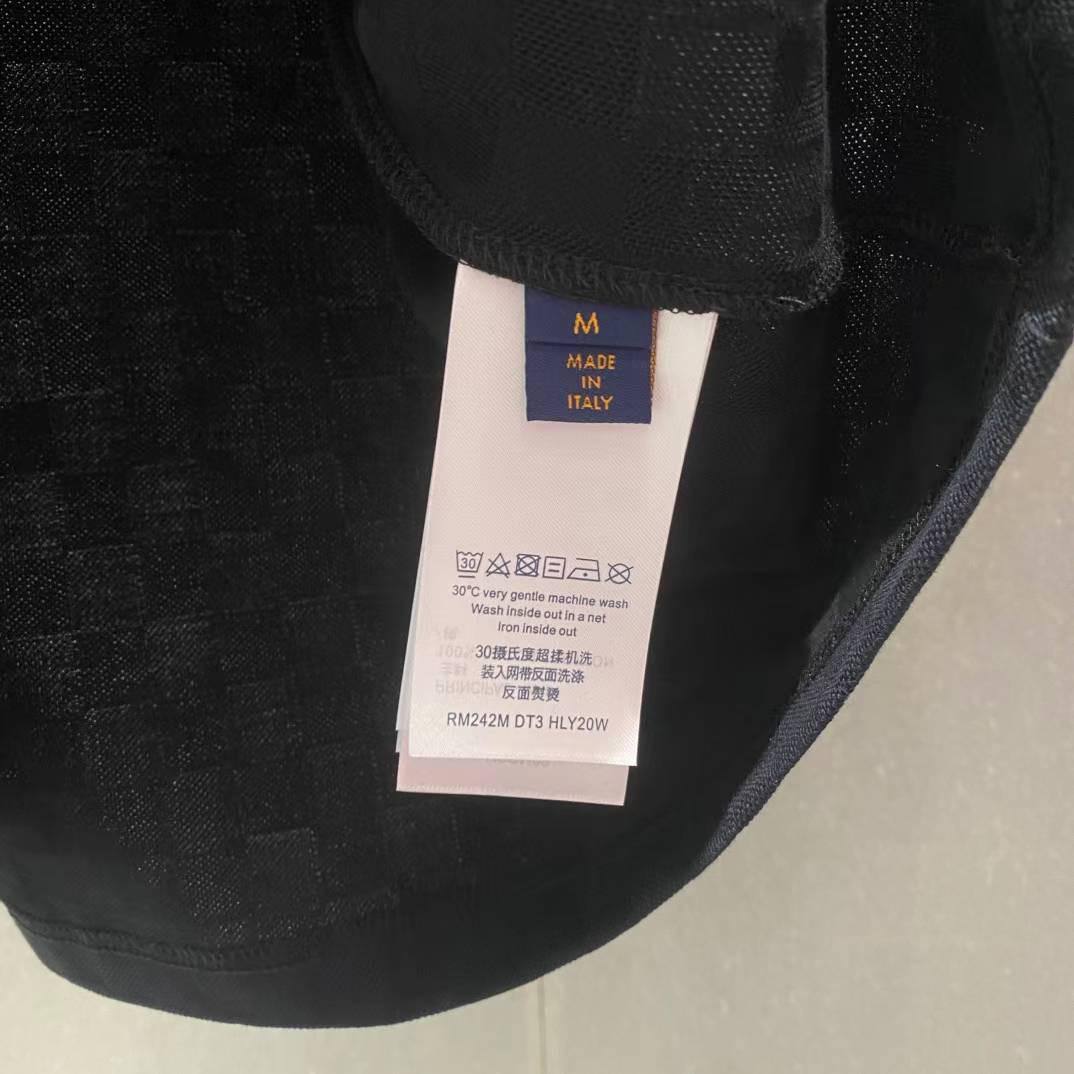 M
MADE
IN
ITALY
30
30°C very gentle machine wash
Wash inside out in a net
iron inside out
30摄氏度超揉机洗
装入网带反面洗涤
反面熨烫
RM242M DT3 HLY20W